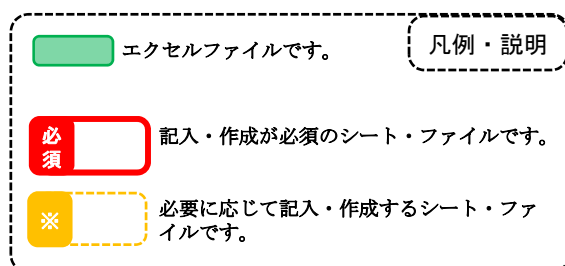 凡例・説明
エクセルファイルです。
必
須
記入・作成が必須のシート・ファイルです。
※
必要に応じて記入・作成するシート・ファ
イルです。